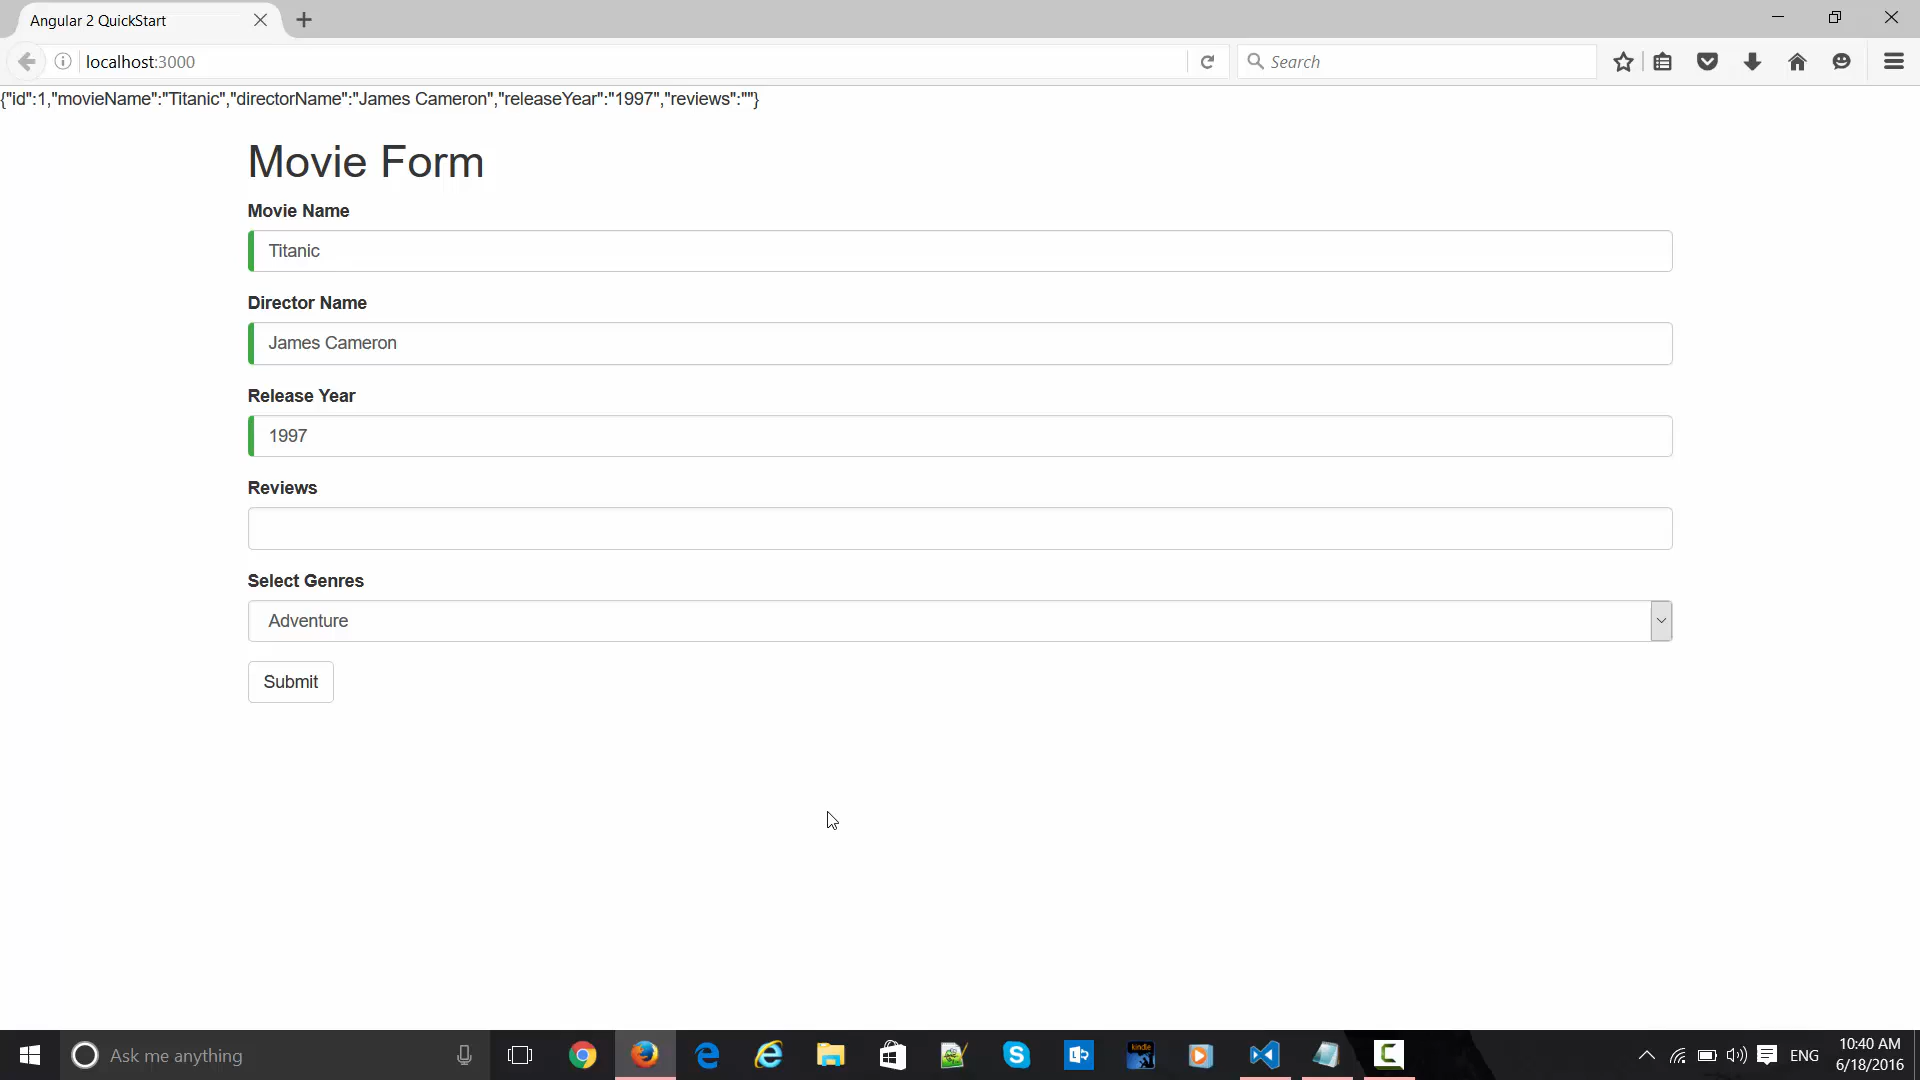 Angular 2 QuickStart
localhost:3000
Search
{"id":1,"movieName":"Titanic","directorName":"James Cameron","releaseYear":"1997","reviews":""}
Movie Form
Movie Name
Titanic
Director Name
James Cameron
Release Year
1997
Reviews
Select Genres
Adventure
Submit
Ask me anything
kindle
ENG
10:40 AM
6/18/2016